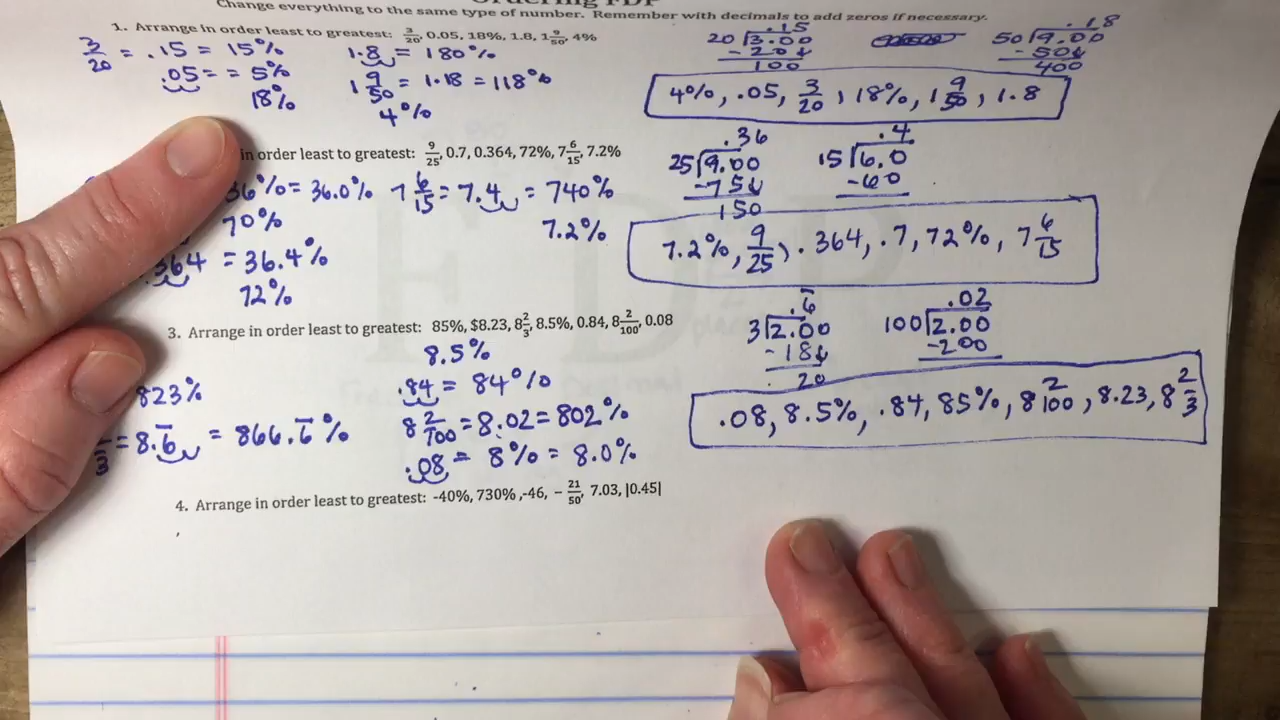 Ordering FDP
Change everything to the same type of number. Remember with decimals to add zeros if necessary.
1. Arrange in order least to greatest: 3/20, 0.05, 18%, 1.8, 1 9/50, 4%
3/20 = .15 = 15%
.05 = = 5%
18%
1.8 = 180%
1 9/50 = 1.18 = 118%
4%
.15
20 3.00
-20
100
.18
50 9.00
-50
400
4%, .05, 3/20, 18%, 1 9/50, 1.8
in order least to greatest: 9/25, 0.7, 0.364, 72%, 7 6/15, 7.2%
36% = 36.0%
70%
.364 = 36.4%
72%
7 6/15 = 7.4 = 740%
7.2%
.36
25 9.00
-75
150
.4
15 6.0
-60
7.2%, 9/25, .364, .7, 72%, 7 6/15
3. Arrange in order least to greatest: 85%, $8.23, 8 2/3, 8.5%, 0.84, 8 2/100, 0.08
823%
3 = 8.6̅ = 866.6̅%
8.5%
.84 = 84%
8 2/100 = 8.02 = 802%
.08 = 8% = 8.0%
.6̅
3 2.00
-18
20
.02
100 2.00
-200
.08, 8.5%, .84, 85%, 8 2/100, 8.23, 8 2/3
4. Arrange in order least to greatest: -40%, 730% ,-46, - 21/50, 7.03, |0.45|